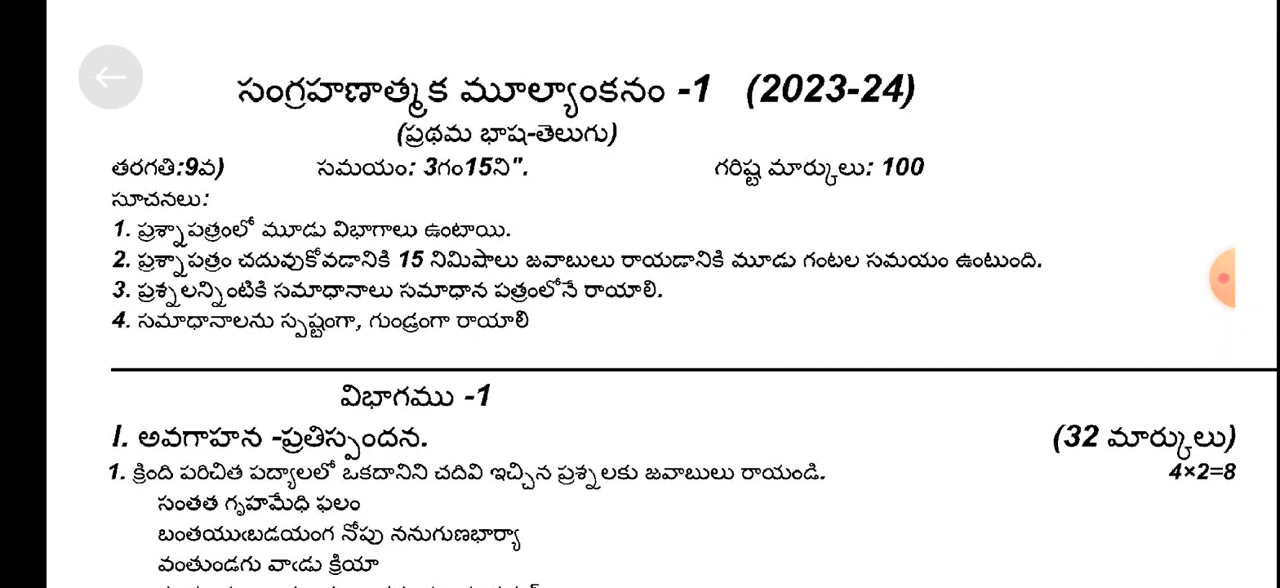 సంగ్రహణాత్మక మూల్యాంకనం -1 (2023-24)
(ప్రథమ భాష-తెలుగు)
తరగతి:9వ) సమయం: 3గం15ని". గరిష్ట మార్కులు: 100
సూచనలు:
1. ప్రశ్నాపత్రంలో మూడు విభాగాలు ఉంటాయి.
2. ప్రశ్నాపత్రం చదువుకోవడానికి 15 నిమిషాలు జవాబులు రాయడానికి మూడు గంటల సమయం ఉంటుంది.
3. ప్రశ్నలన్నింటికి సమాధానాలు సమాధాన పత్రంలోనే రాయాలి.
4. సమాధానాలను స్పష్టంగా, గుండ్రంగా రాయాలి
విభాగము -1
I. అవగాహన -ప్రతిస్పందన. (32 మార్కులు)
1. క్రింది పరిచిత పద్యాలలో ఒకదానిని చదివి ఇచ్చిన ప్రశ్నలకు జవాబులు రాయండి. 4×2=8
సంతత గృహమేధి ఫలం
బంతయుఁబడయంగ నోపు ననుగుణభార్యా
వంతుండగు వాఁడు క్రియా